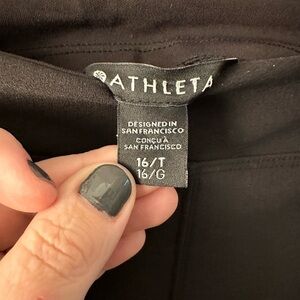 ATHLETA
DESIGNED IN
SAN FRANCISCO
CONÇU À
SAN FRANCISCO
16/T
16/G